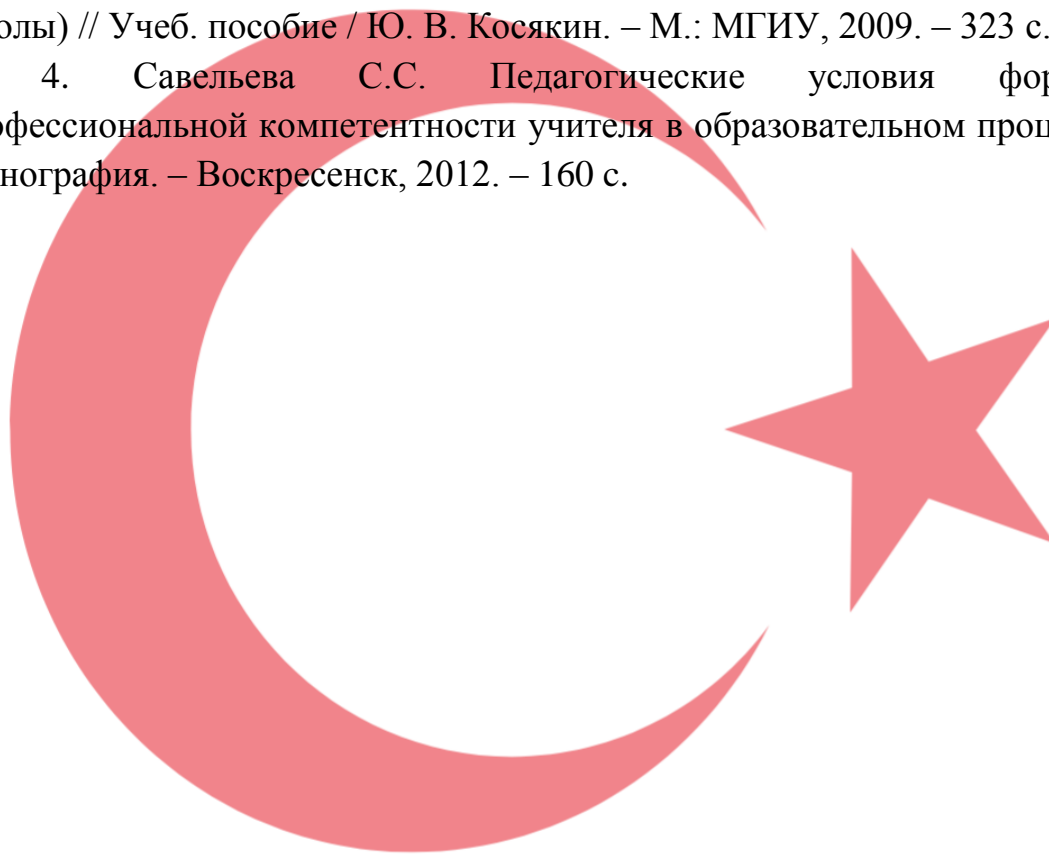 олы) // Учеб. пособие / Ю. В. Косякин. – М.: МГИУ, 2009. – 323 с.
4. Савельева С.С. Педагогические условия фор
офессиональной компетентности учителя в образовательном проц
нография. – Воскресенск, 2012. – 160 с.